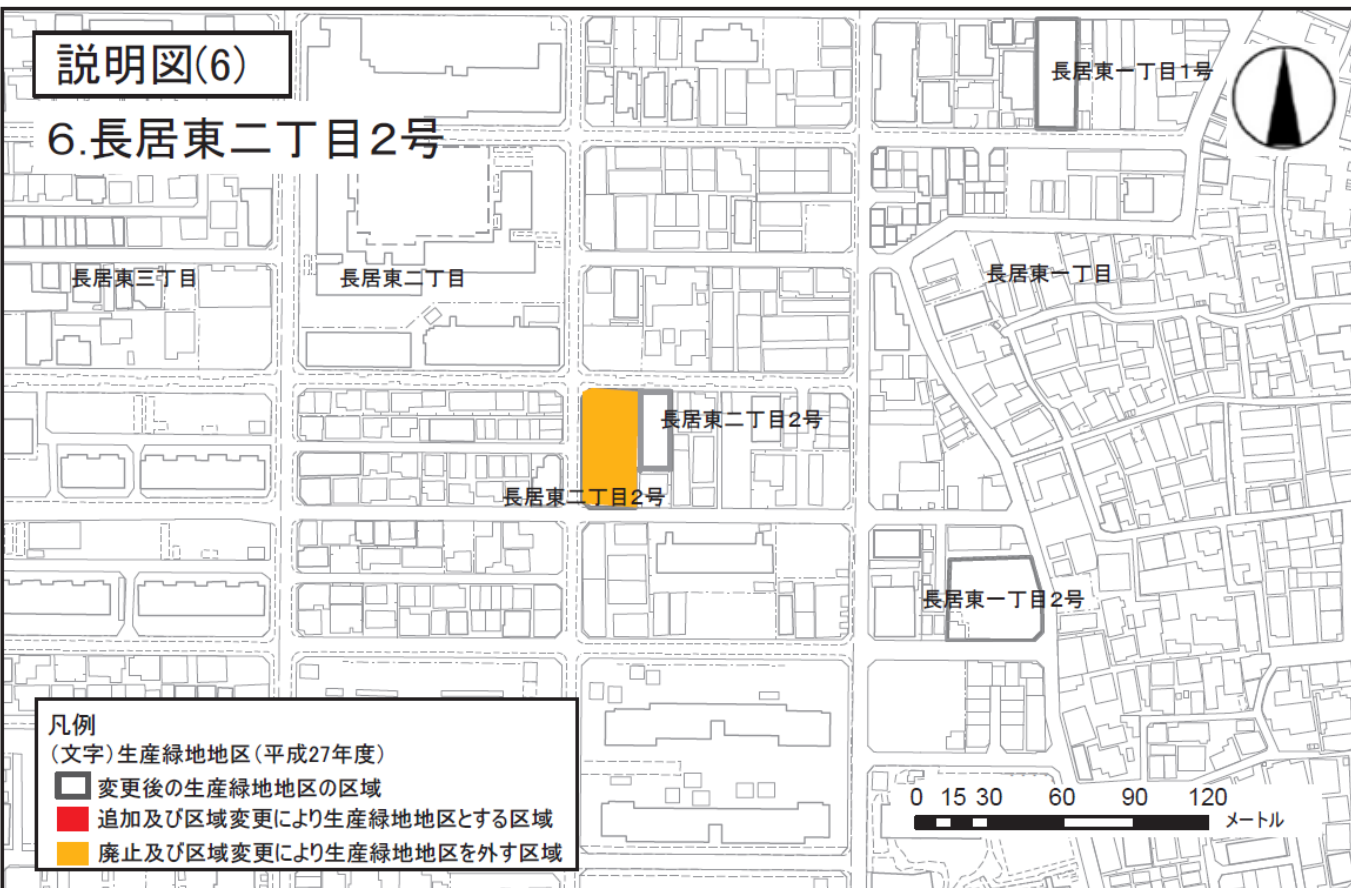 説明図(6)
6.長居東二丁目2号
長居東一丁目1号
長居東三丁目
長居東二丁目
長居東一丁目
長居東二丁目2号
長居東二丁目2号
長居東一丁目2号
凡例
(文字)生産緑地地区(平成27年度)
変更後の生産緑地地区の区域
追加及び区域変更により生産緑地地区とする区域
廃止及び区域変更により生産緑地地区を外す区域
0 15 30 60 90 120
メートル